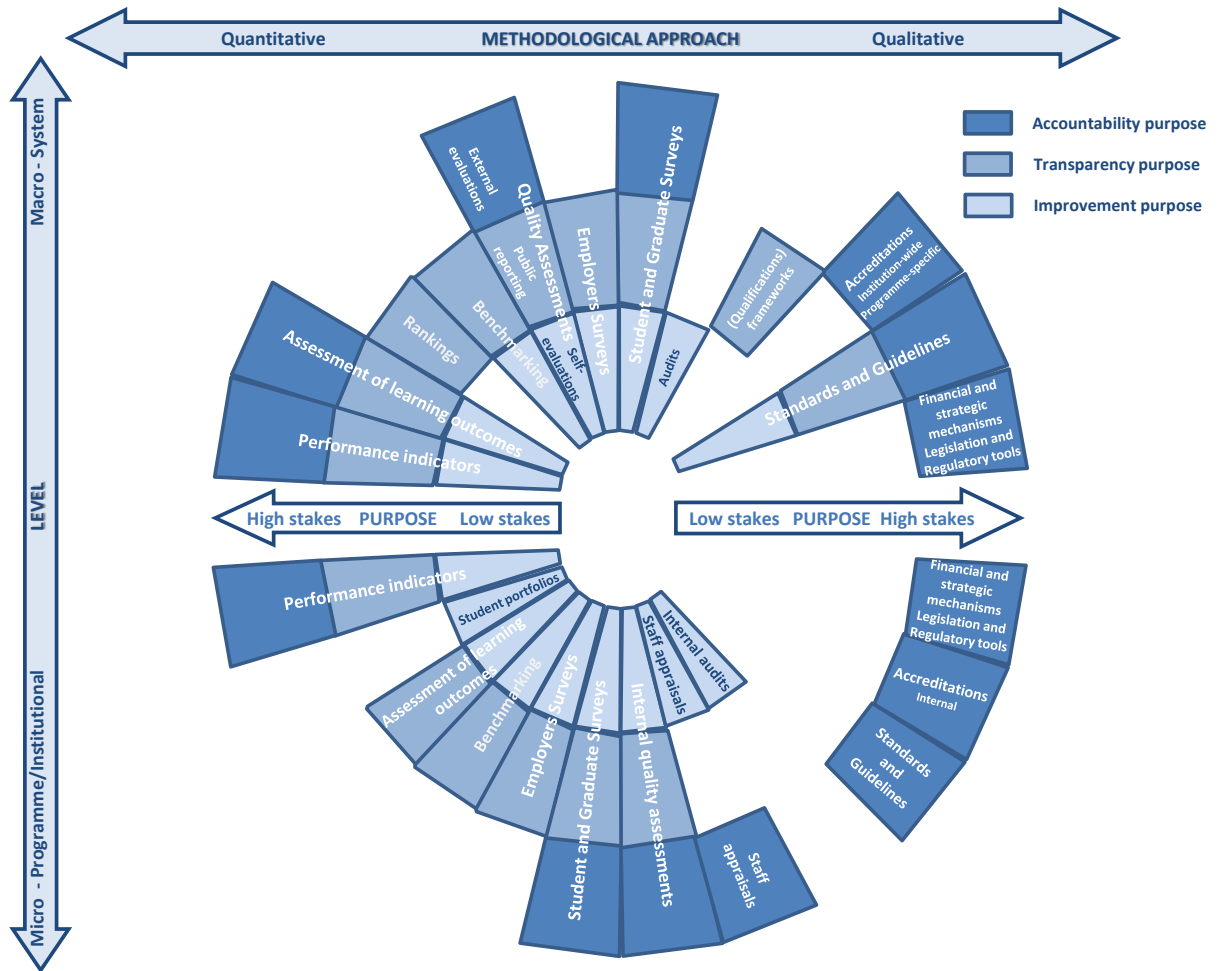 Quantitative METHODOLOGICAL APPROACH Qualitative
Macro - System
LEVEL
Micro - Programme/Institutional
Accountability purpose
Transparency purpose
Improvement purpose
Performance indicators
Assessment of learning outcomes
Rankings
Benchmarking
Quality Assessments
External
evaluations
Public
reporting
Self-
evaluations
Employers Surveys
Student and Graduate Surveys
Audits
(Qualifications)
frameworks
Accreditations
Institution-wide
Programme-specific
Standards and Guidelines
Financial and
strategic
mechanisms
Legislation and
Regulatory tools
High stakes PURPOSE Low stakes
Low stakes PURPOSE High stakes
Performance indicators
Student portfolios
Assessment of learning
outcomes
Benchmarking
Employers Surveys
Student and Graduate Surveys
Internal quality assessments
Staff appraisals
Internal audits
Staff
appraisals
Financial and
strategic
mechanisms
Legislation and
Regulatory tools
Accreditations
Internal
Standards
and
Guidelines